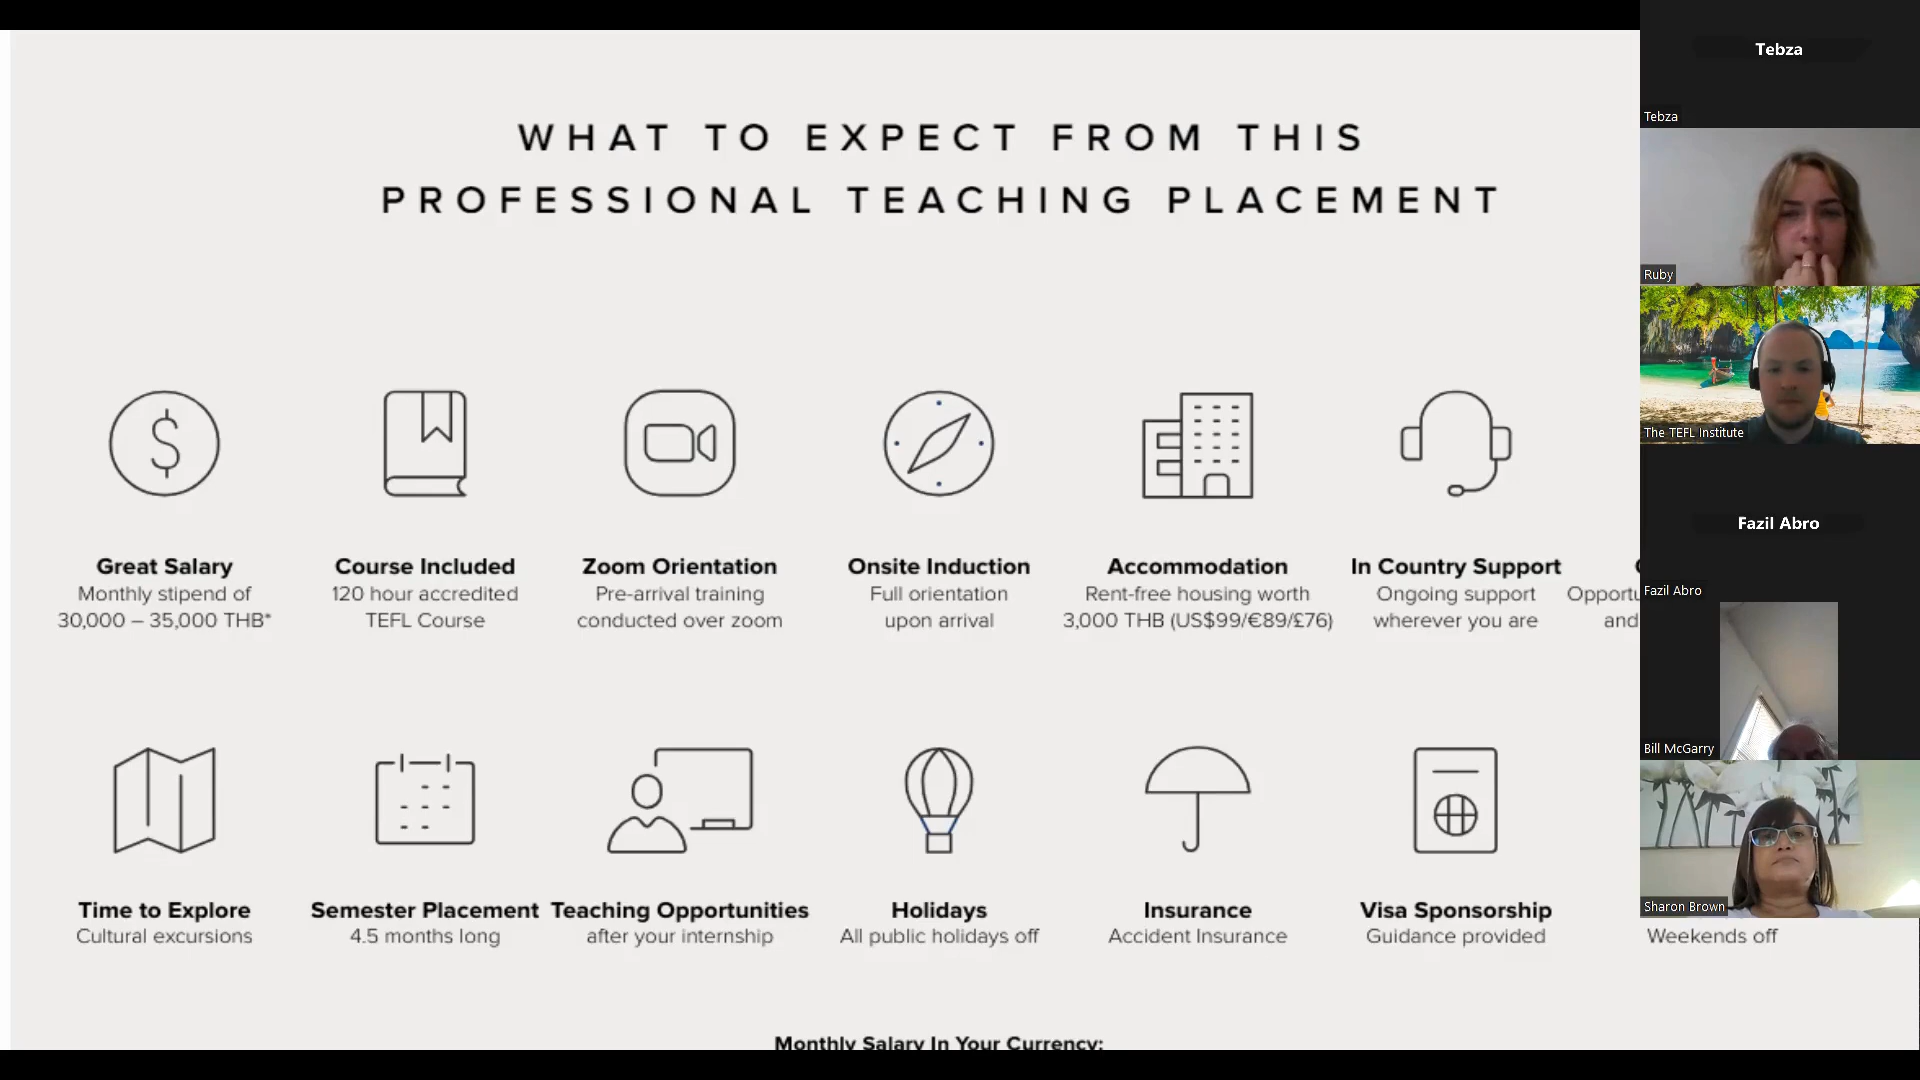 WHAT TO EXPECT FROM THIS
PROFESSIONAL TEACHING PLACEMENT
Great Salary
Monthly stipend of
30,000 – 35,000 THB*
Course Included
120 hour accredited
TEFL Course
Zoom Orientation
Pre-arrival training
conducted over zoom
Onsite Induction
Full orientation
upon arrival
Accommodation
Rent-free housing worth
3,000 THB (US$99/€89/£76)
In Country Support
Ongoing support
wherever you are
and
Time to Explore
Cultural excursions
Semester Placement
4.5 months long
Teaching Opportunities
after your internship
Holidays
All public holidays off
Insurance
Accident Insurance
Visa Sponsorship
Guidance provided
Weekends off
Monthly Salary In Your Currency:
Tebza
Tebza
Ruby
The TEFL Institute
Fazil Abro
Fazil Abro
Bill McGarry
Sharon Brown